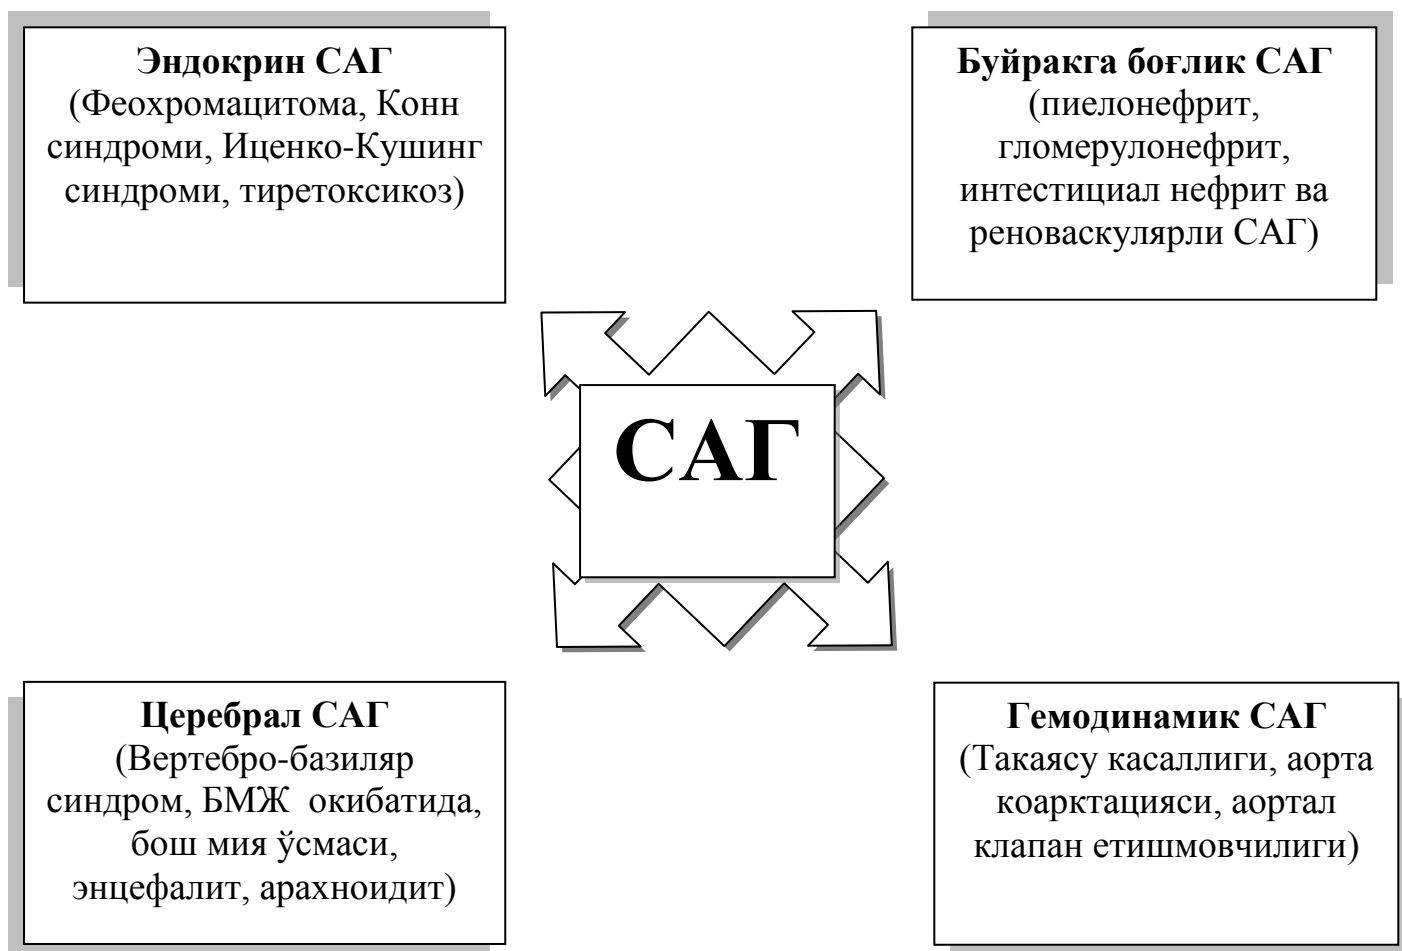 Эндокрин САГ
(Феохромацитома, Конн
синдроми, Иценко-Кушинг
синдроми, тиретоксикоз)
Буйракга боғлик САГ
(пиелонефрит,
гломерулонефрит,
интестициал нефрит ва
реноваскулярли САГ)
САГ
Церебрал САГ
(Вертебро-базиляр
синдром, БМЖ  окибатида,
бош мия ўсмаси,
энцефалит, арахноидит)
Гемодинамик САГ
(Такаясу касаллиги, аорта
коарктацияси, аортал
клапан етишмовчилиги)